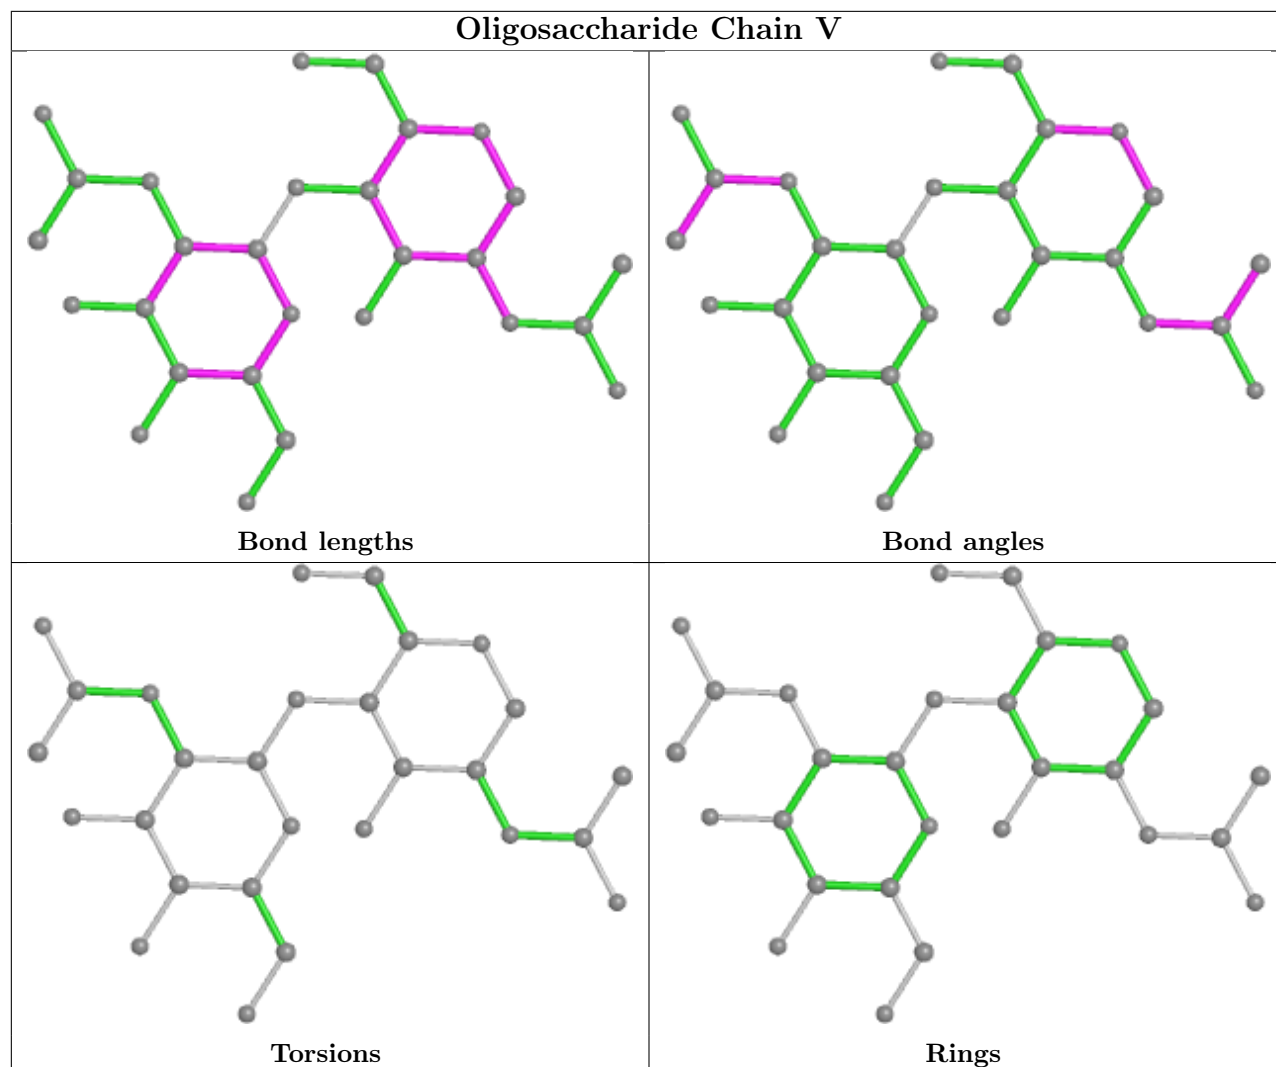 Oligosaccharide Chain V
Bond lengths
Bond angles
Torsions
Rings